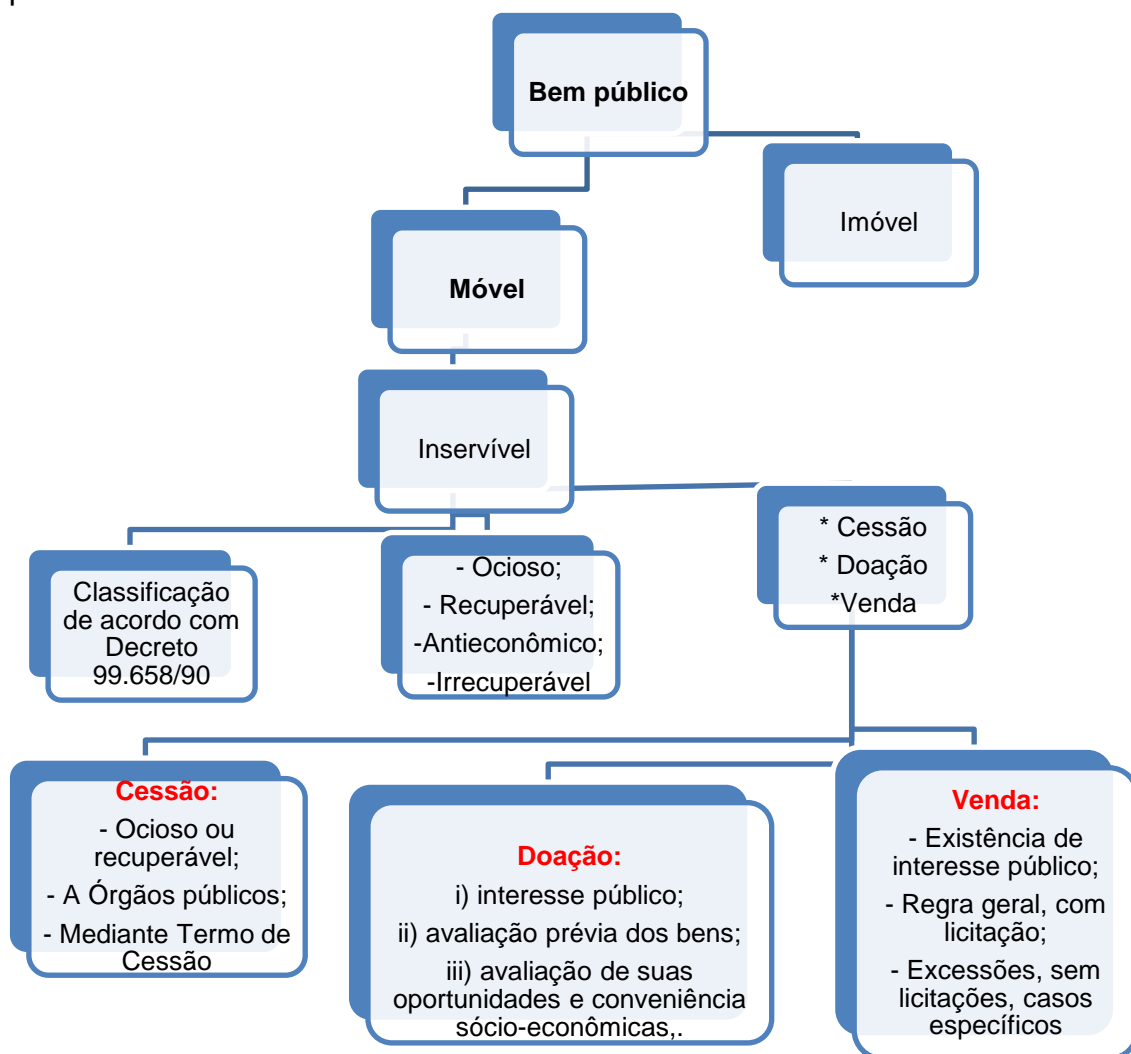 Bem público
Imóvel
Móvel
Inservível
Classificação
de acordo com
Decreto
99.658/90
- Ocioso;
- Recuperável;
-Antieconômico;
-Irrecuperável
* Cessão
* Doação
*Venda
Cessão:
- Ocioso ou
recuperável;
- A Órgãos públicos;
- Mediante Termo de
Cessão
Doação:
i) interesse público;
ii) avaliação prévia dos bens;
iii) avaliação de suas
oportunidades e conveniência
sócio-econômicas,.
Venda:
- Existência de
interesse público;
- Regra geral, com
licitação;
- Excessões, sem
licitações, casos
específicos